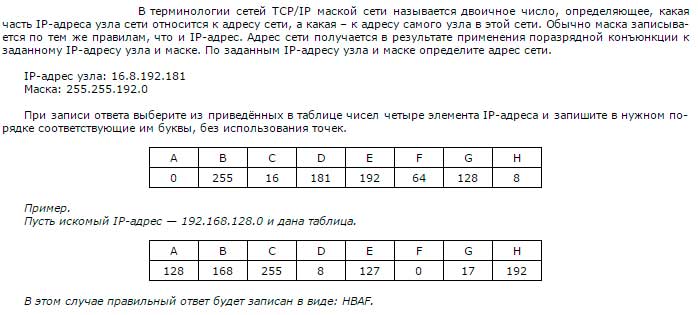 В терминологии сетей TCP/IP маской сети называется двоичное число, определяющее, какая
часть IP-адреса узла сети относится к адресу сети, а какая – к адресу самого узла в этой сети. Обычно маска записыва-
ется по тем же правилам, что и IP-адрес. Адрес сети получается в результате применения поразрядной конъюнкции к
заданному IP-адресу узла и маске. По заданным IP-адресу узла и маске определите адрес сети.
IP-адрес узла: 16.8.192.181
Маска: 255.255.192.0
При записи ответа выберите из приведённых в таблице чисел четыре элемента IP-адреса и запишите в нужном по-
рядке соответствующие им буквы, без использования точек.
A B C D E F G H
0 255 16 181 192 64 128 8
Пример.
Пусть искомый IP-адрес — 192.168.128.0 и дана таблица.
A B C D E F G H
128 168 255 8 127 0 17 192
В этом случае правильный ответ будет записан в виде: HBAF.